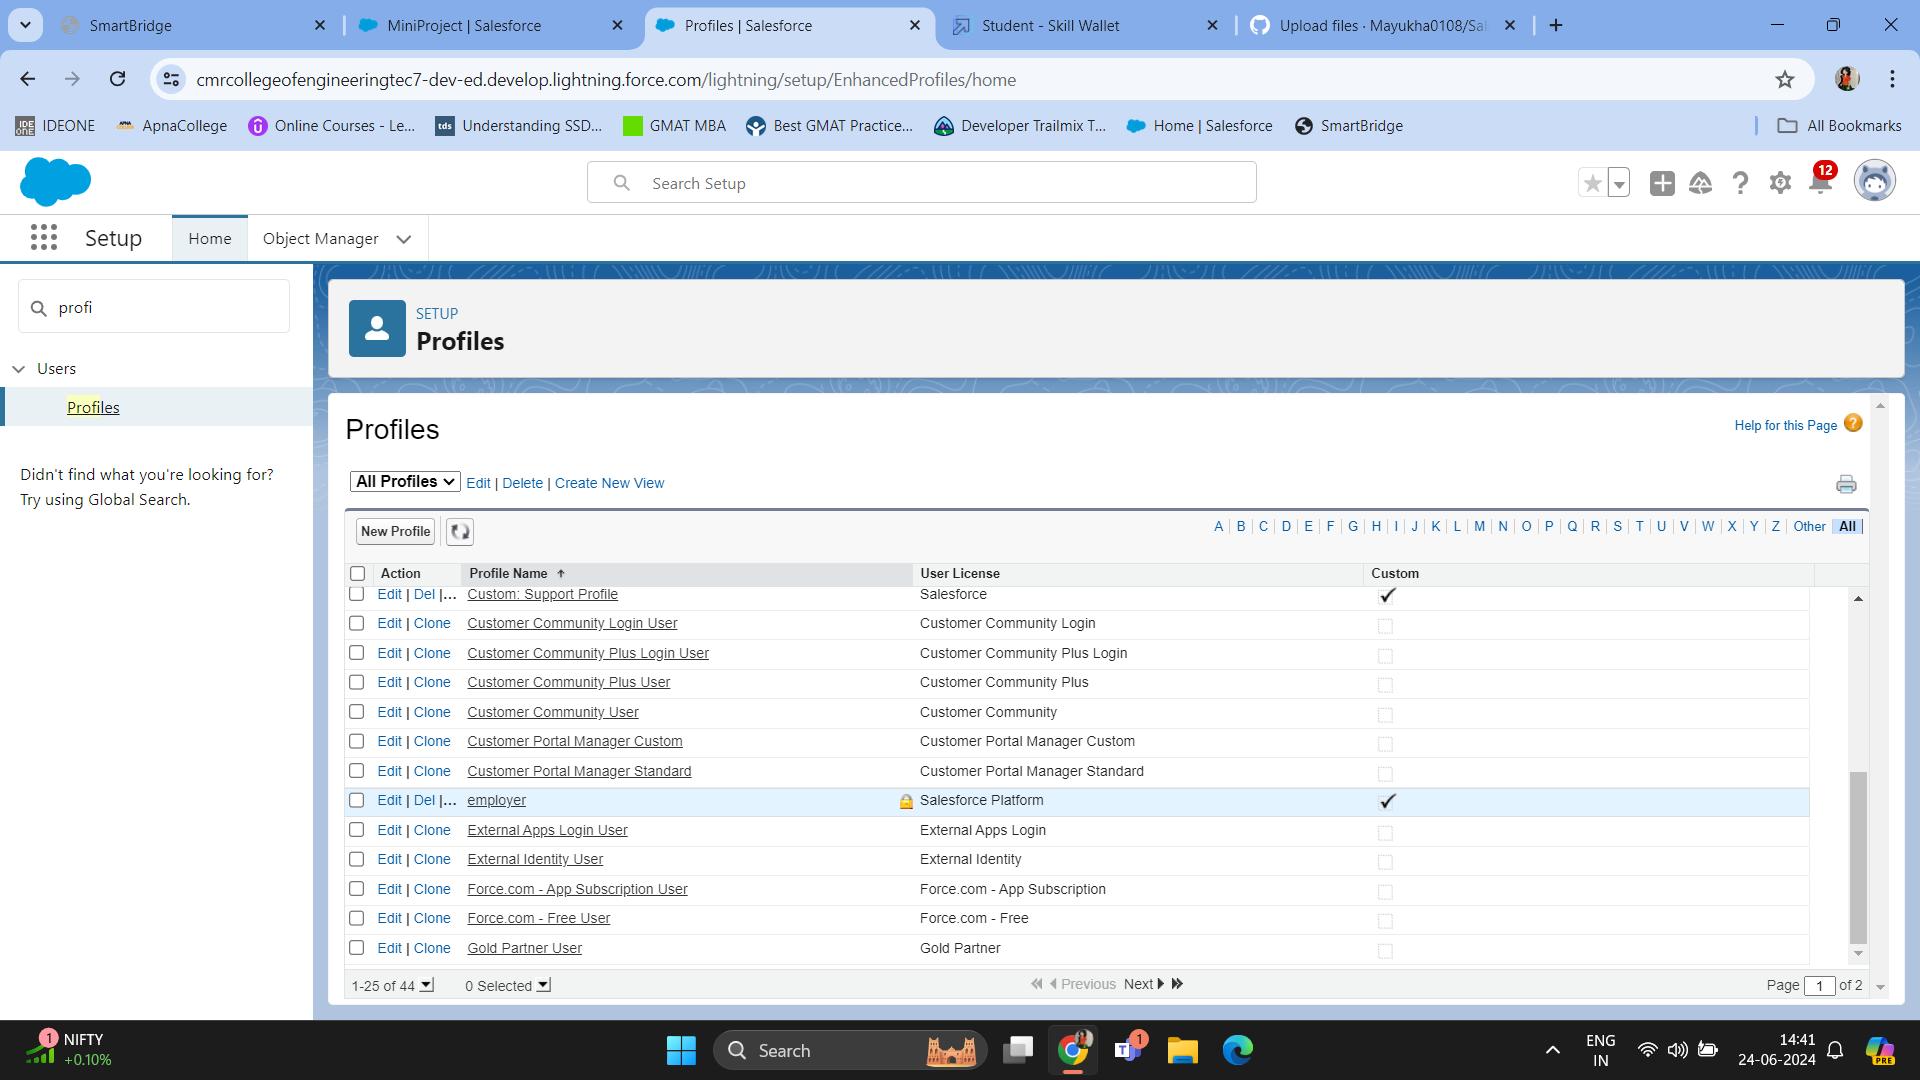 SmartBridge
MiniProject | Salesforce
Profiles | Salesforce
Student - Skill Wallet
Upload files · Mayukha0108/Sal
cmrcollegeofengineeringtec7-dev-ed.develop.lightning.force.com/lightning/setup/EnhancedProfiles/home
IDE ONE IDEONE
ApnaCollege
Online Courses - Le...
tds Understanding SSD...
GMAT MBA
Best GMAT Practice...
Developer Trailmix T...
Home | Salesforce
SmartBridge
All Bookmarks
Search Setup
12
Setup
Home
Object Manager
profi
Users
Profiles
Didn't find what you're looking for?
Try using Global Search.
SETUP
Profiles
Profiles
Help for this Page ?
All Profiles Edit | Delete | Create New View
New Profile
A | B | C | D | E | F | G | H | I | J | K | L | M | N | O | P | Q | R | S | T | U | V | W | X | Y | Z | Other | All
Action Profile Name ↑ User License Custom
Edit | Del |... Custom: Support Profile Salesforce ✓
Edit | Clone Customer Community Login User Customer Community Login
Edit | Clone Customer Community Plus Login User Customer Community Plus Login
Edit | Clone Customer Community Plus User Customer Community Plus
Edit | Clone Customer Community User Customer Community
Edit | Clone Customer Portal Manager Custom Customer Portal Manager Custom
Edit | Clone Customer Portal Manager Standard Customer Portal Manager Standard
Edit | Del |... employer Salesforce Platform ✓
Edit | Clone External Apps Login User External Apps Login
Edit | Clone External Identity User External Identity
Edit | Clone Force.com - App Subscription User Force.com - App Subscription
Edit | Clone Force.com - Free User Force.com - Free
Edit | Clone Gold Partner User Gold Partner
1-25 of 44 0 Selected Previous Next Page 1 of 2
1 NIFTY
+0.10%
Search
1
ENG
IN
14:41
24-06-2024
PRE